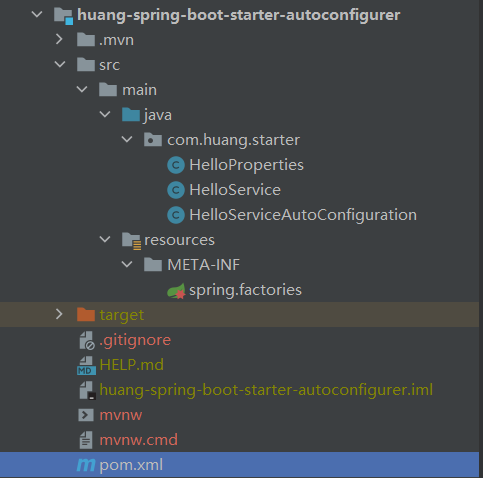 huang-spring-boot-starter-autoconfigurer
.mvn
src
main
java
com.huang.starter
HelloProperties
HelloService
HelloServiceAutoConfiguration
resources
META-INF
spring.factories
target
.gitignore
HELP.md
huang-spring-boot-starter-autoconfigurer.iml
mvnw
mvnw.cmd
pom.xml